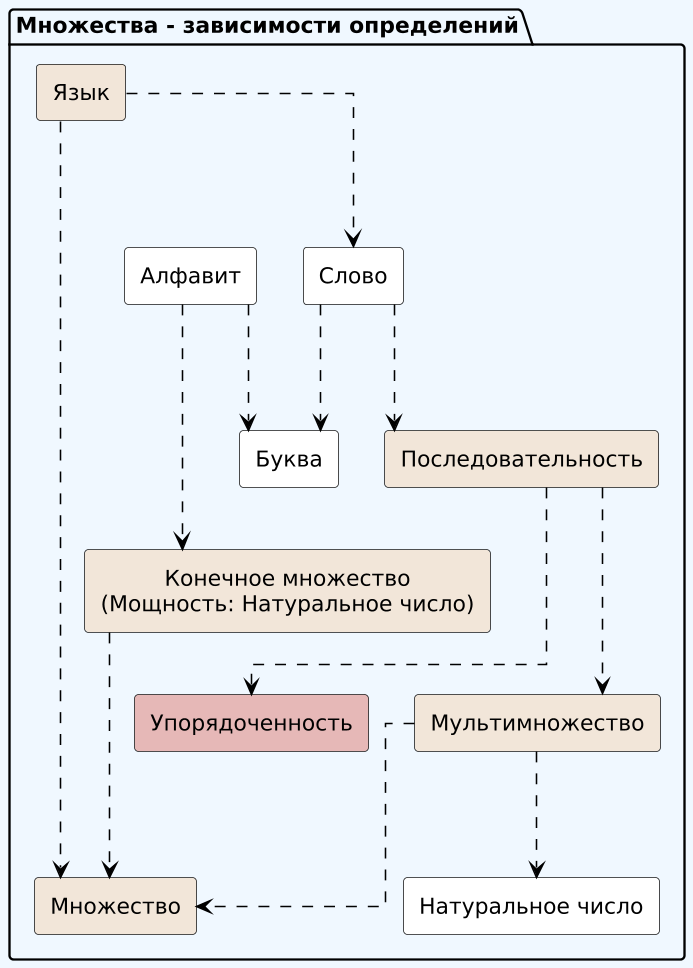 Множества - зависимости определений
Язык
Алфавит
Слово
Буква
Последовательность
Конечное множество
(Мощность: Натуральное число)
Упорядоченность
Мультимножество
Множество
Натуральное число